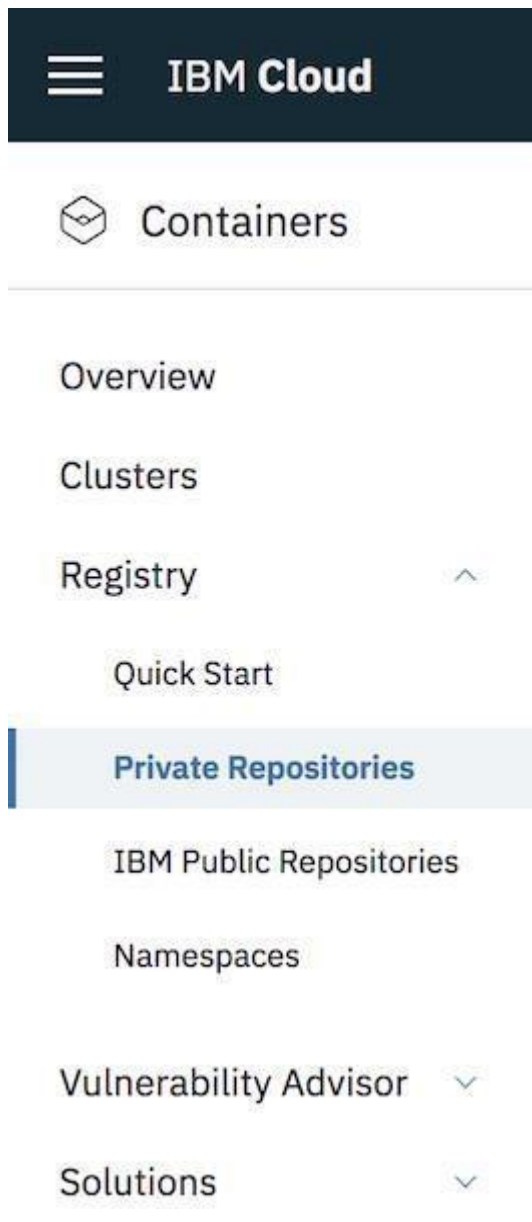 IBM Cloud
Containers
Overview
Clusters
Registry
Quick Start
Private Repositories
IBM Public Repositories
Namespaces
Vulnerability Advisor
Solutions